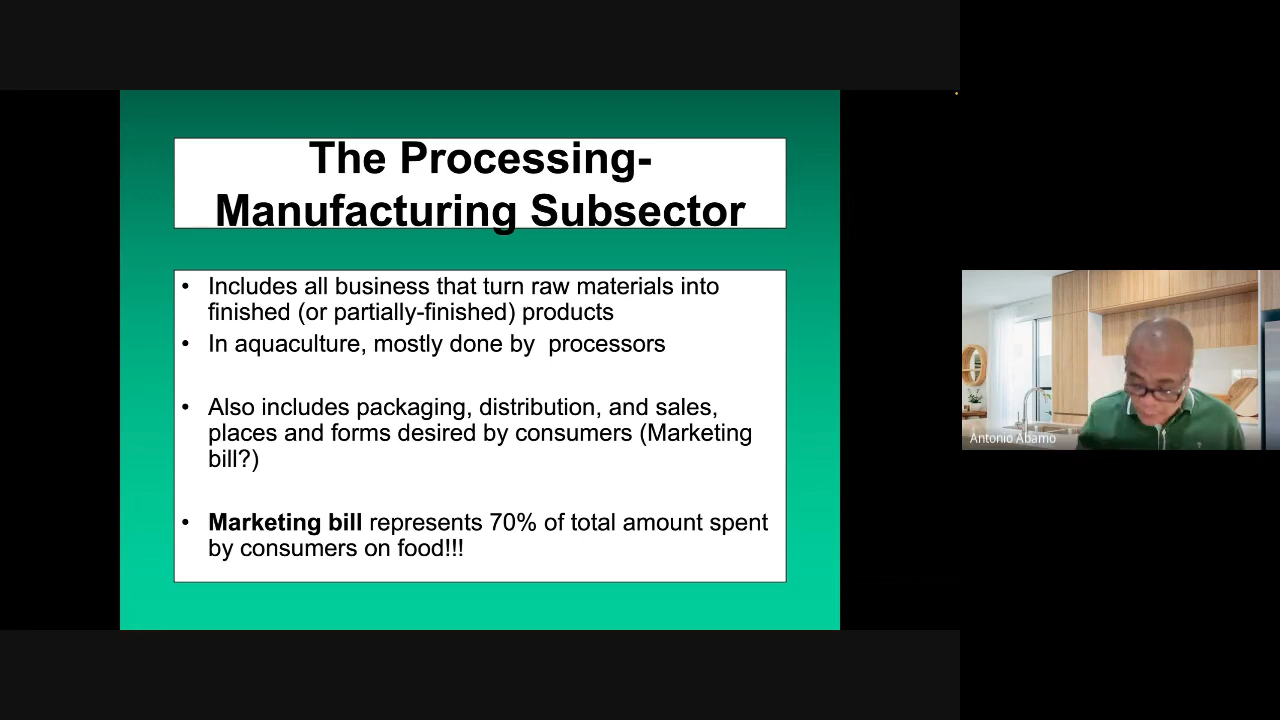 The Processing-
Manufacturing Subsector
• Includes all business that turn raw materials into
finished (or partially-finished) products
• In aquaculture, mostly done by  processors
• Also includes packaging, distribution, and sales,
places and forms desired by consumers (Marketing
bill?)
• Marketing bill represents 70% of total amount spent
by consumers on food!!!
Antonio Abamo